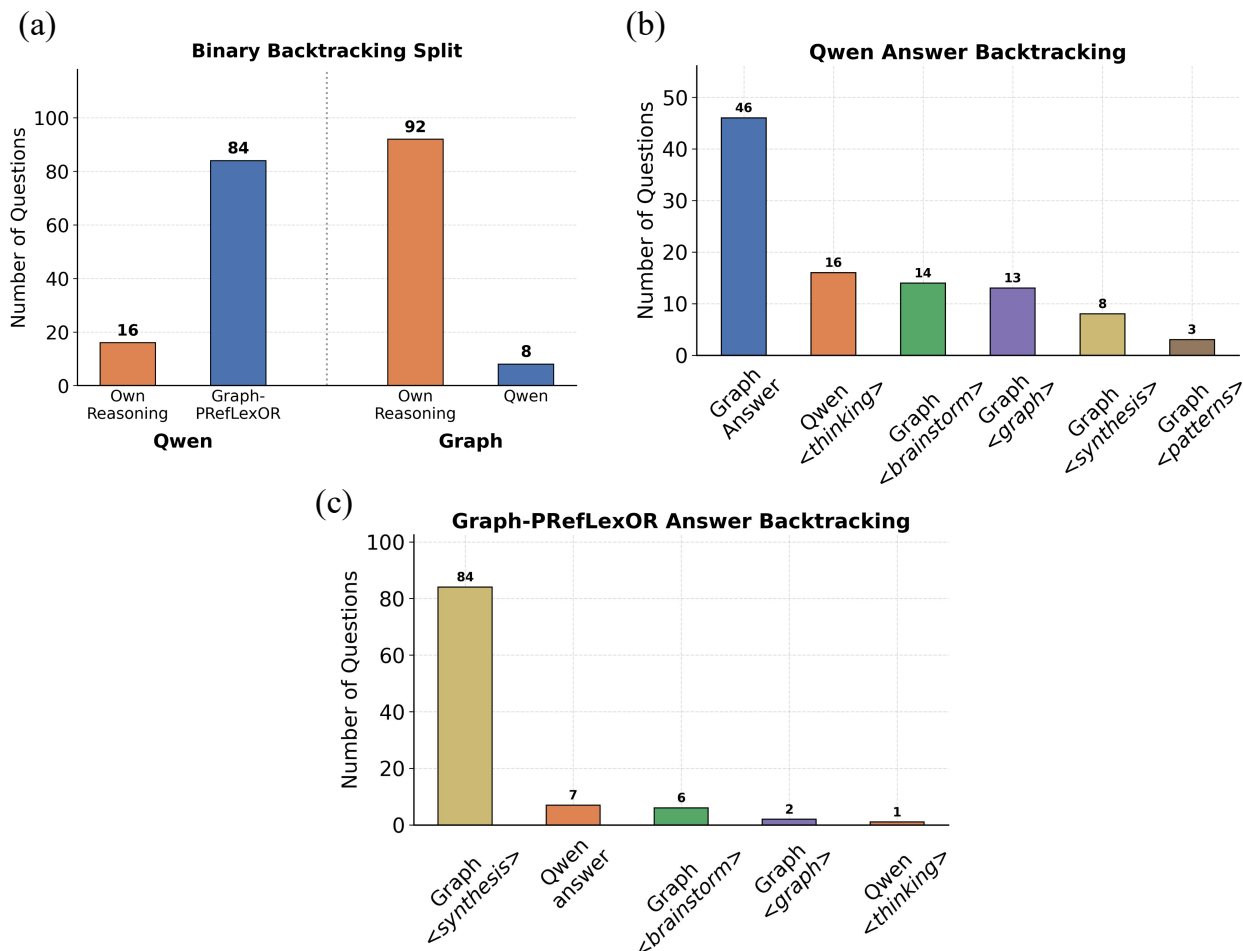 (a)
Binary Backtracking Split
Number of Questions
100
80
60
40
20
0
16
84
92
8
Own
Reasoning
Graph-
PRefLexOR
Own
Reasoning
Qwen
Qwen
Graph
(b)
Qwen Answer Backtracking
Number of Questions
50
40
30
20
10
0
46
16
14
13
8
3
Graph
Answer
Qwen
<thinking>
Graph
<brainstorm>
Graph
<graph>
Graph
<synthesis>
Graph
<patterns>
(c)
Graph-PRefLexOR Answer Backtracking
Number of Questions
100
80
60
40
20
0
84
7
6
2
1
Graph
<synthesis>
Qwen
answer
Graph
<brainstorm>
Graph
<graph>
Qwen
<thinking>